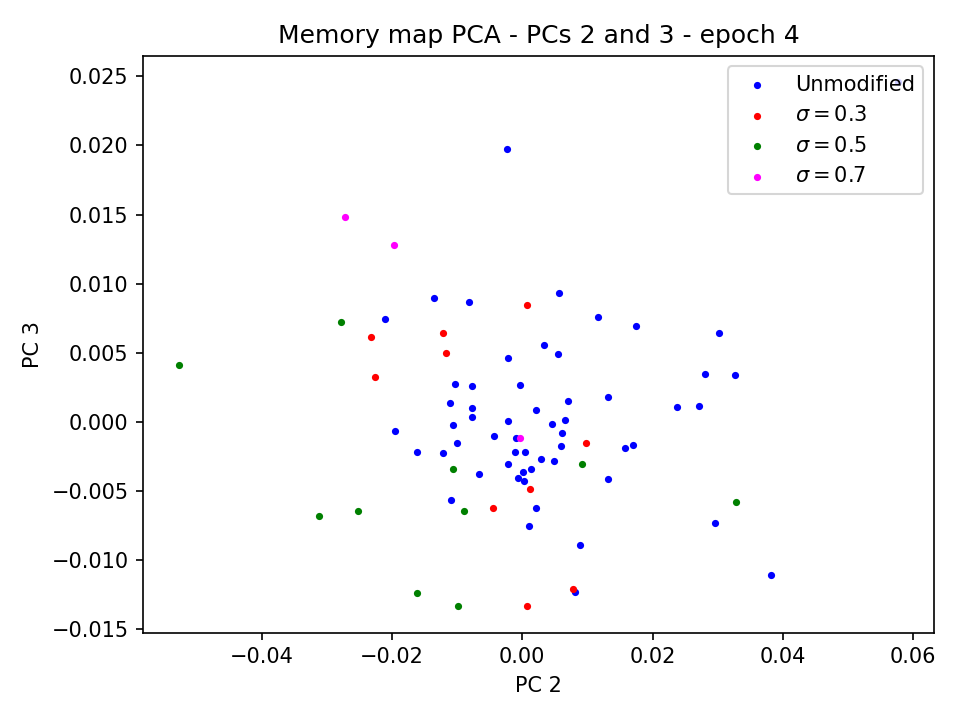 Memory map PCA - PCs 2 and 3 - epoch 4
0.025
0.020
0.015
0.010
0.005
0.000
−0.005
−0.010
−0.015
PC 3
Unmodified
σ = 0.3
σ = 0.5
σ = 0.7
−0.04 −0.02 0.00 0.02 0.04 0.06
PC 2